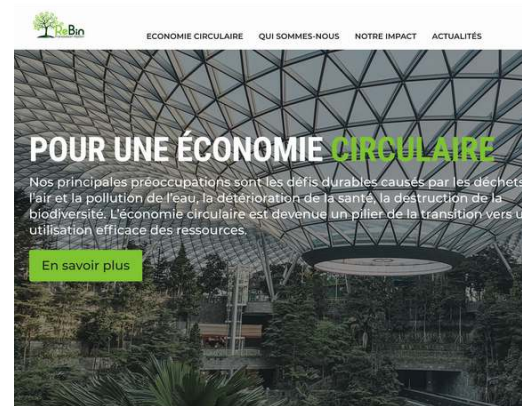 ReBin
ECONOMIE CIRCULAIRE QUI SOMMES-NOUS NOTRE IMPACT ACTUALITÉS
POUR UNE ÉCONOMIE CIRCULAIRE
Nos principales préoccupations sont les défis durables causés par les déchets
l'air et la pollution de l'eau, la détérioration de la santé, la destruction de la
biodiversité. L'économie circulaire est devenue un pilier de la transition vers u
utilisation efficace des ressources.
En savoir plus